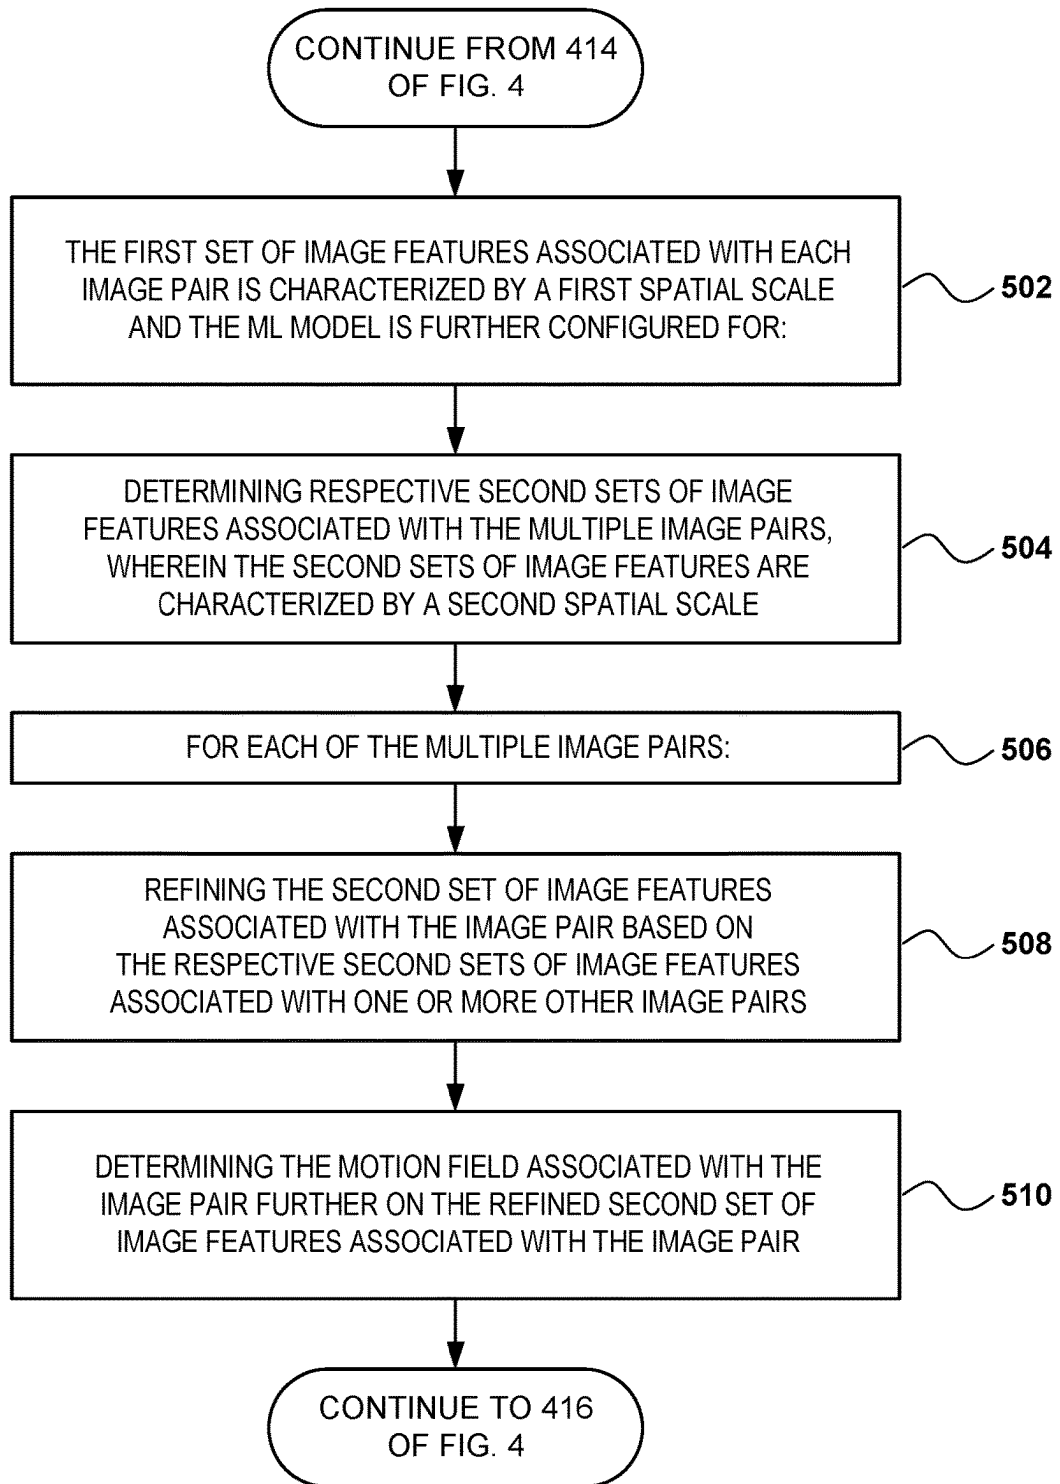 CONTINUE FROM 414
OF FIG. 4
THE FIRST SET OF IMAGE FEATURES ASSOCIATED WITH EACH
IMAGE PAIR IS CHARACTERIZED BY A FIRST SPATIAL SCALE
AND THE ML MODEL IS FURTHER CONFIGURED FOR:
502
DETERMINING RESPECTIVE SECOND SETS OF IMAGE
FEATURES ASSOCIATED WITH THE MULTIPLE IMAGE PAIRS,
WHEREIN THE SECOND SETS OF IMAGE FEATURES ARE
CHARACTERIZED BY A SECOND SPATIAL SCALE
504
FOR EACH OF THE MULTIPLE IMAGE PAIRS:
506
REFINING THE SECOND SET OF IMAGE FEATURES
ASSOCIATED WITH THE IMAGE PAIR BASED ON
THE RESPECTIVE SECOND SETS OF IMAGE FEATURES
ASSOCIATED WITH ONE OR MORE OTHER IMAGE PAIRS
508
DETERMINING THE MOTION FIELD ASSOCIATED WITH THE
IMAGE PAIR FURTHER ON THE REFINED SECOND SET OF
IMAGE FEATURES ASSOCIATED WITH THE IMAGE PAIR
510
CONTINUE TO 416
OF FIG. 4